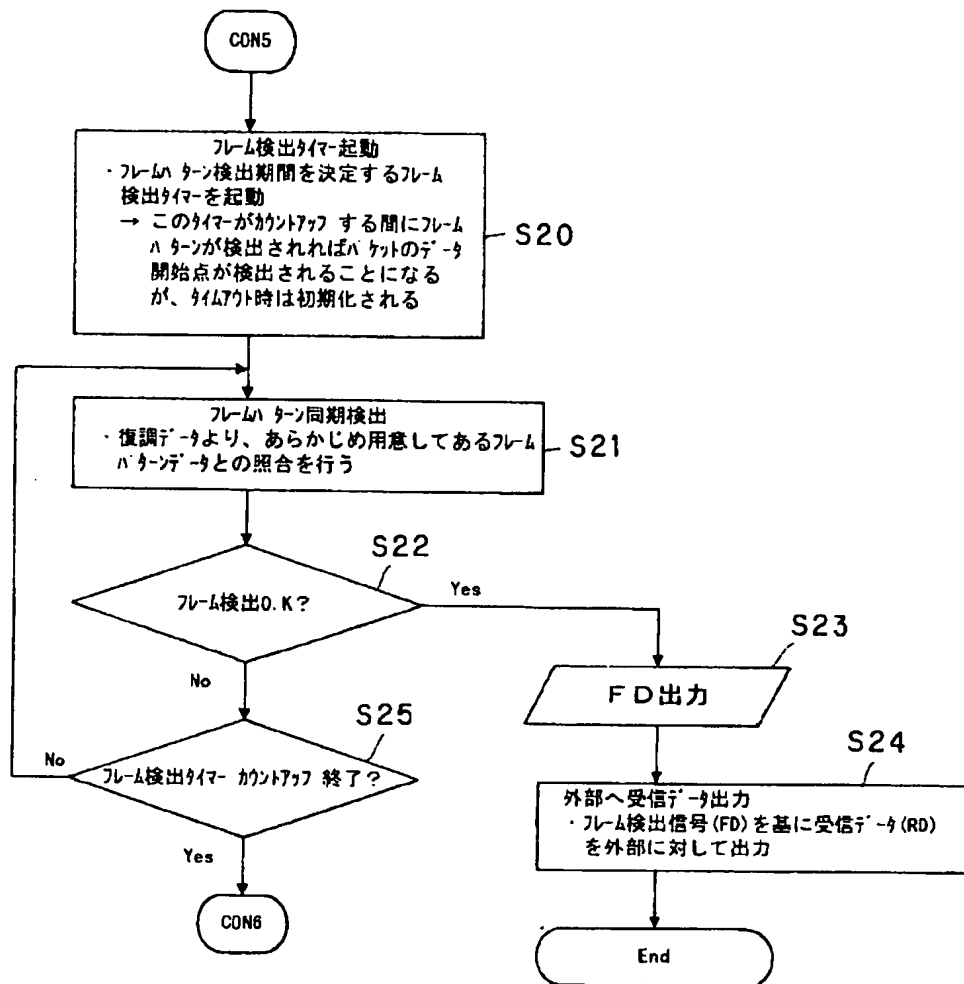 CON5
フレーム検出タイマー起動
・フレームパターン検出期間を決定するフレーム
検出タイマーを起動
→ このタイマーがカウントアップ する間にフレーム
パターンが検出されればパケットのデータ
開始点が検出されることになる
が、タイムアウト時は初期化される
S20
フレームパターン同期検出
・復調データより、あらかじめ用意してあるフレーム
パターンデータとの照合を行う
S21
S22
フレーム検出O.K?
Yes
No
S23
FD出力
S25
フレーム検出タイマー カウントアップ 終了?
No
Yes
S24
外部へ受信データ出力
・フレーム検出信号(FD)を基に受信データ(RD)
を外部に対して出力
CON6
End